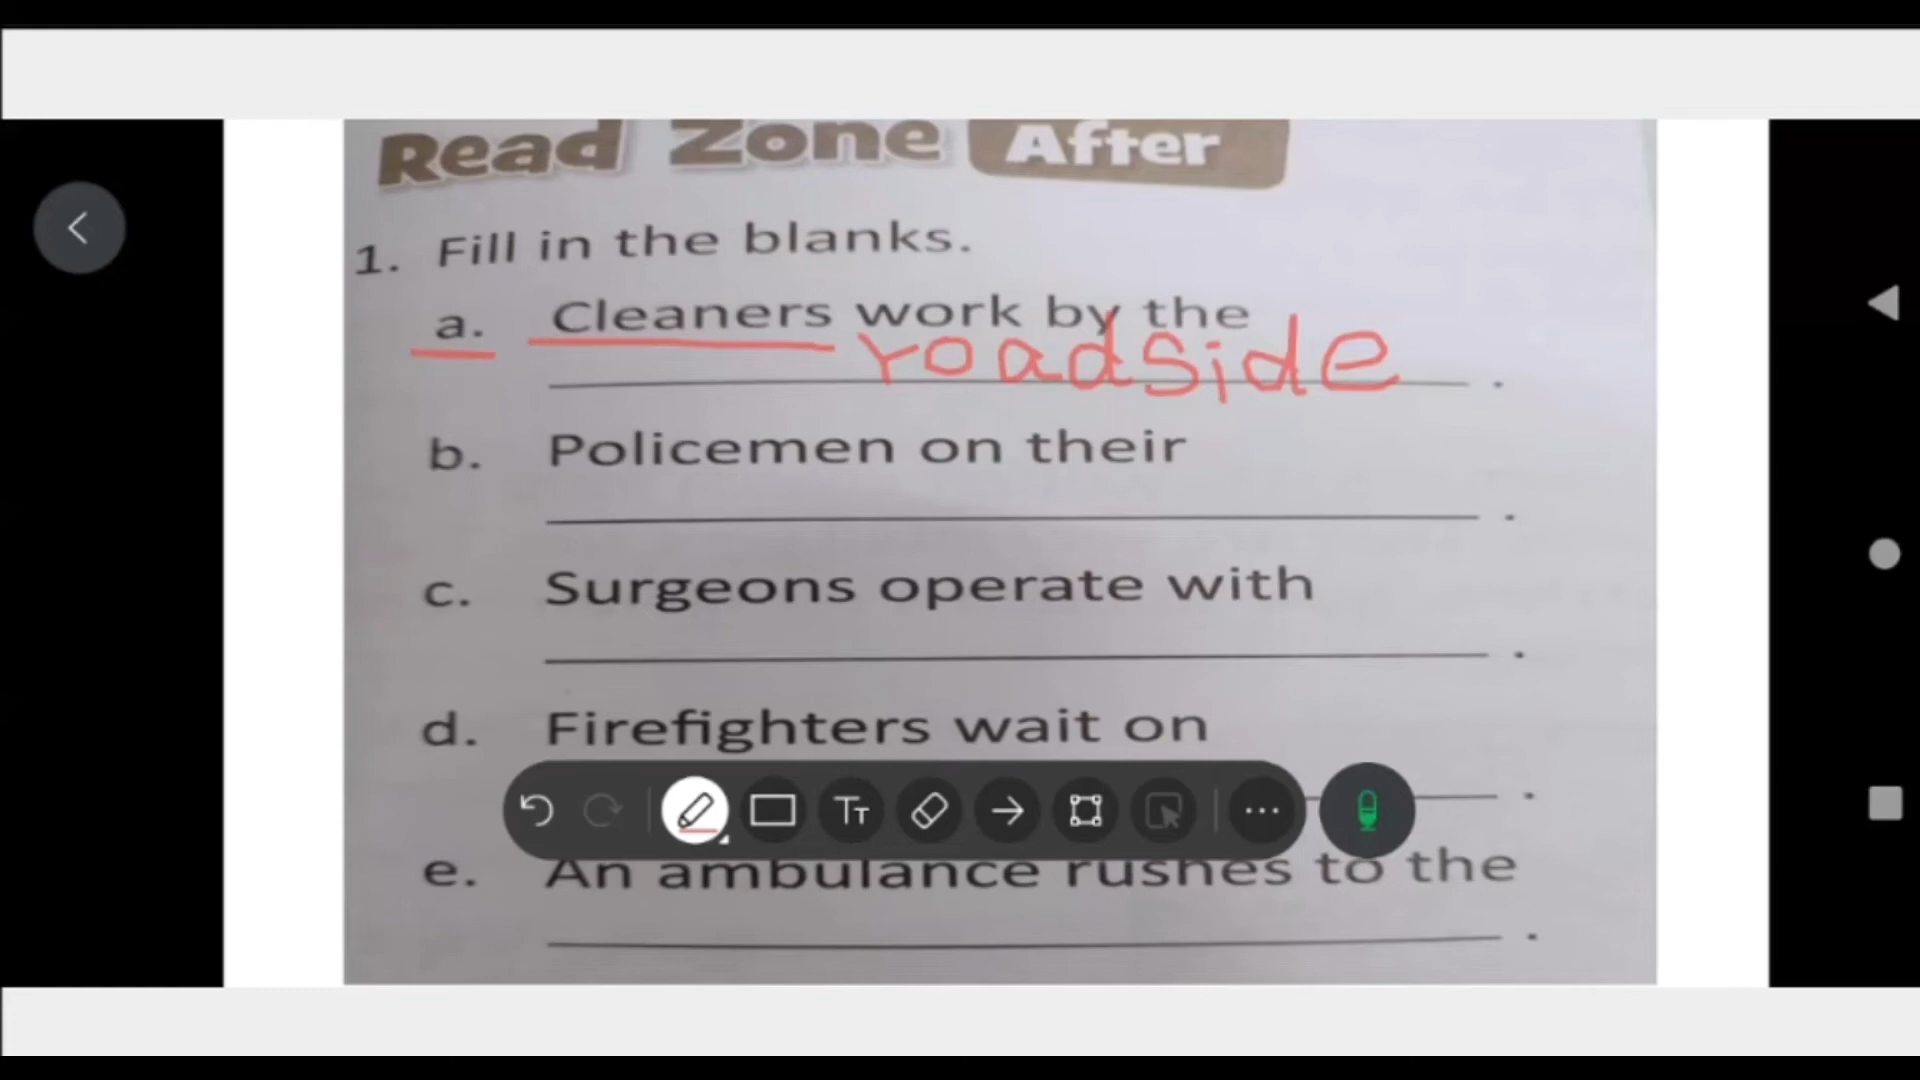 Read Zone After
1. Fill in the blanks.
a. Cleaners work by the
roadside .
b. Policemen on their
.
c. Surgeons operate with
.
d. Firefighters wait on
.
Tт
e. An ambulance rushes to the
.